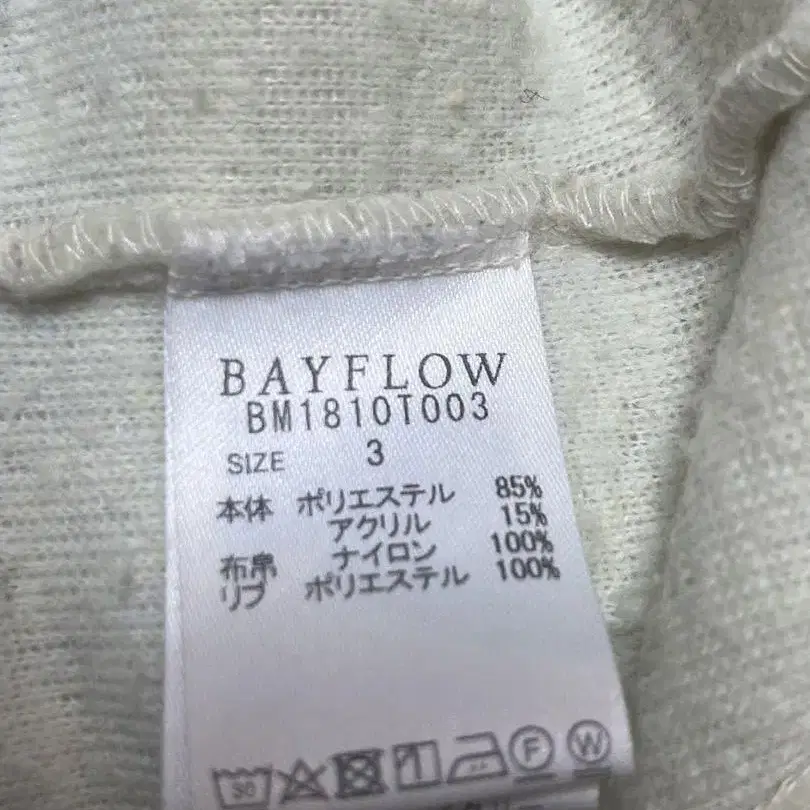 BAYFLOW
BM1810T003
SIZE 3
本体 ポリエステル 85%
アクリル 15%
布帛 ナイロン 100%
リブ ポリエステル 100%
30
F W